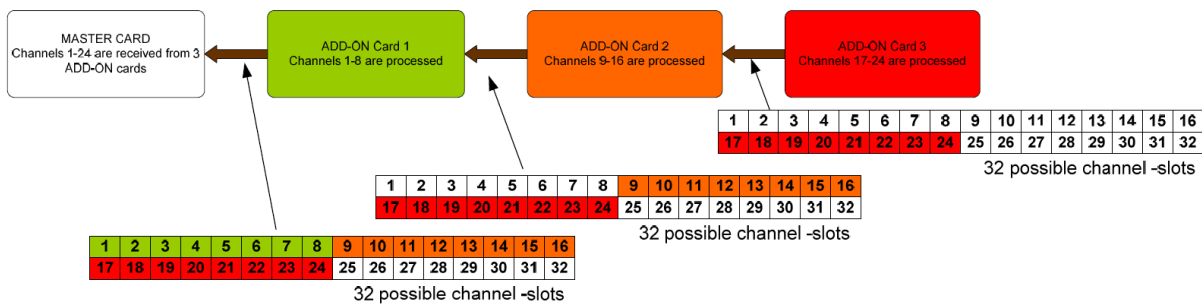 MASTER CARD
Channels 1-24 are received from 3
ADD-ON cards
ADD-ON Card 1
Channels 1-8 are processed
ADD-ON Card 2
Channels 9-16 are processed
ADD-ON Card 3
Channels 17-24 are processed
1 2 3 4 5 6 7 8 9 10 11 12 13 14 15 16
17 18 19 20 21 22 23 24 25 26 27 28 29 30 31 32
32 possible channel -slots
1 2 3 4 5 6 7 8 9 10 11 12 13 14 15 16
17 18 19 20 21 22 23 24 25 26 27 28 29 30 31 32
32 possible channel -slots
1 2 3 4 5 6 7 8 9 10 11 12 13 14 15 16
17 18 19 20 21 22 23 24 25 26 27 28 29 30 31 32
32 possible channel -slots